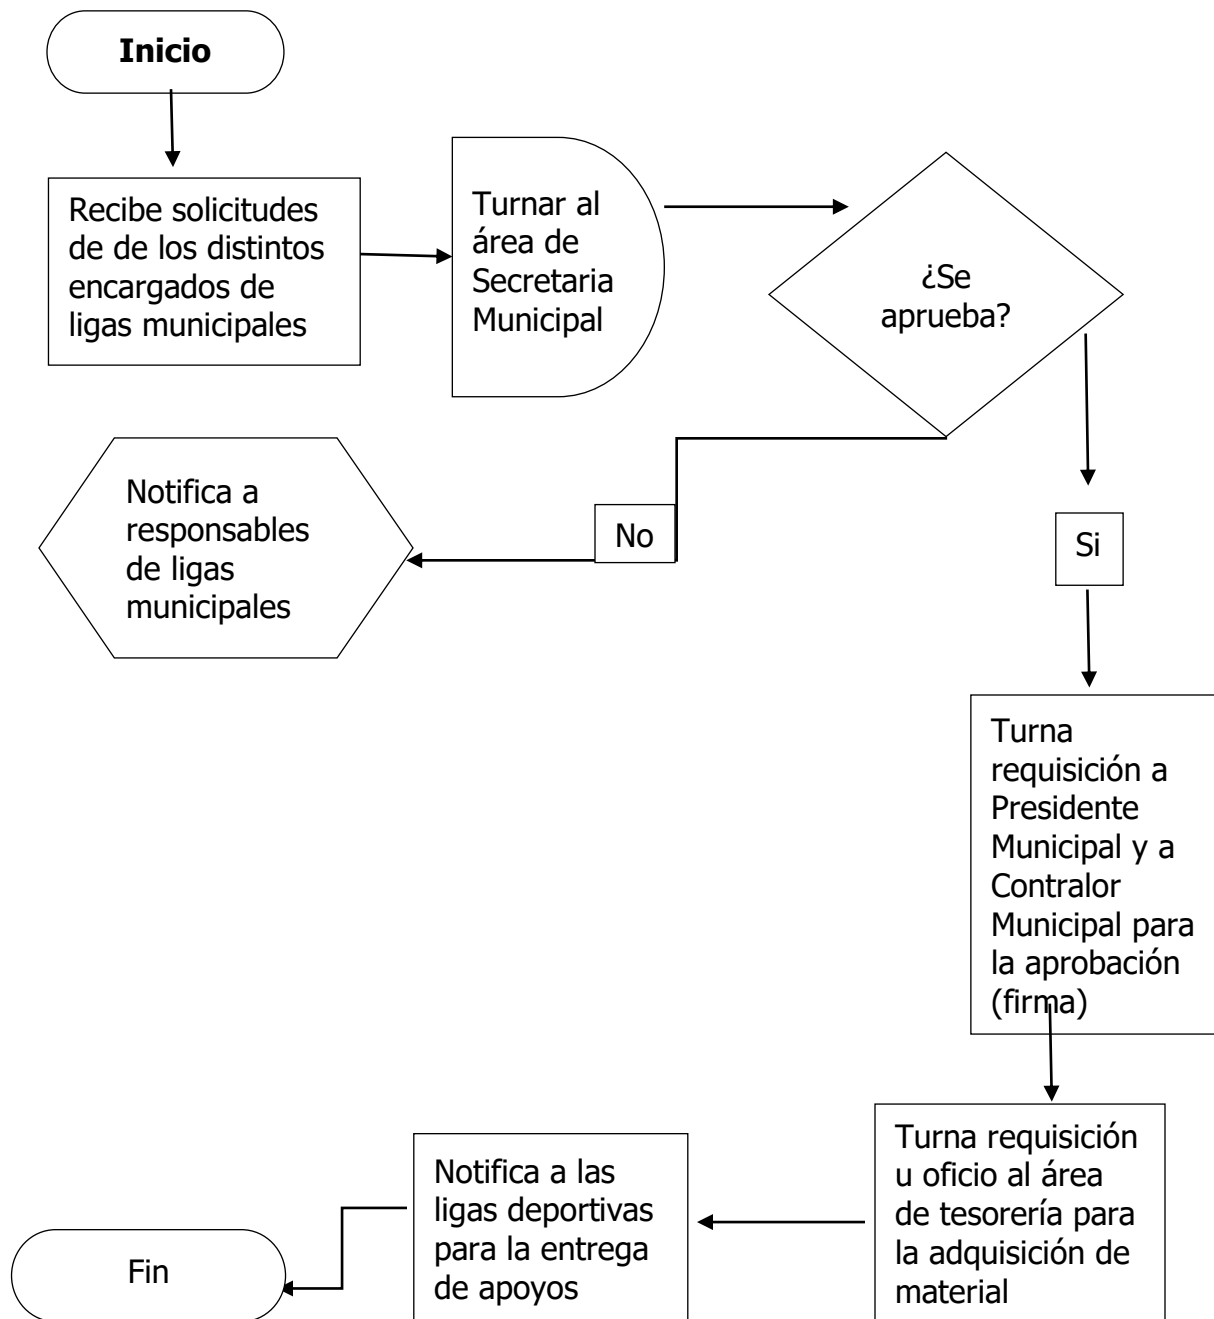 Inicio
Recibe solicitudes
de de los distintos
encargados de
ligas municipales
Turnar al
área de
Secretaria
Municipal
¿Se
aprueba?
No
Notifica a
responsables
de ligas
municipales
Si
Turna
requisición a
Presidente
Municipal y a
Contralor
Municipal para
la aprobación
(firma)
Turna requisición
u oficio al área
de tesorería para
la adquisición de
material
Notifica a las
ligas deportivas
para la entrega
de apoyos
Fin